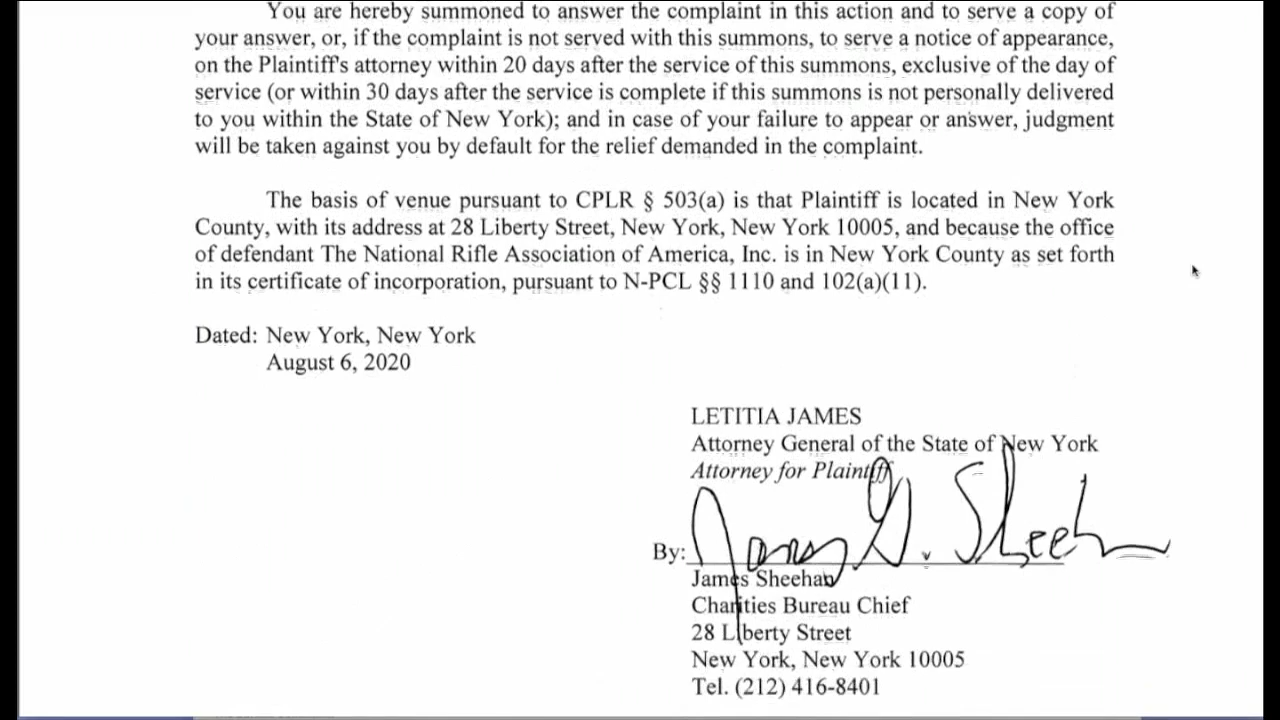 You are hereby summoned to answer the complaint in this action and to serve a copy of
your answer, or, if the complaint is not served with this summons, to serve a notice of appearance,
on the Plaintiff's attorney within 20 days after the service of this summons, exclusive of the day of
service (or within 30 days after the service is complete if this summons is not personally delivered
to you within the State of New York); and in case of your failure to appear or answer, judgment
will be taken against you by default for the relief demanded in the complaint.
The basis of venue pursuant to CPLR § 503(a) is that Plaintiff is located in New York
County, with its address at 28 Liberty Street, New York, New York 10005, and because the office
of defendant The National Rifle Association of America, Inc. is in New York County as set forth
in its certificate of incorporation, pursuant to N-PCL §§ 1110 and 102(a)(11).
Dated: New York, New York
August 6, 2020
LETITIA JAMES
Attorney General of the State of New York
Attorney for Plaintiff
By: James G. Sheeh
James Sheehan
Charities Bureau Chief
28 Liberty Street
New York, New York 10005
Tel. (212) 416-8401